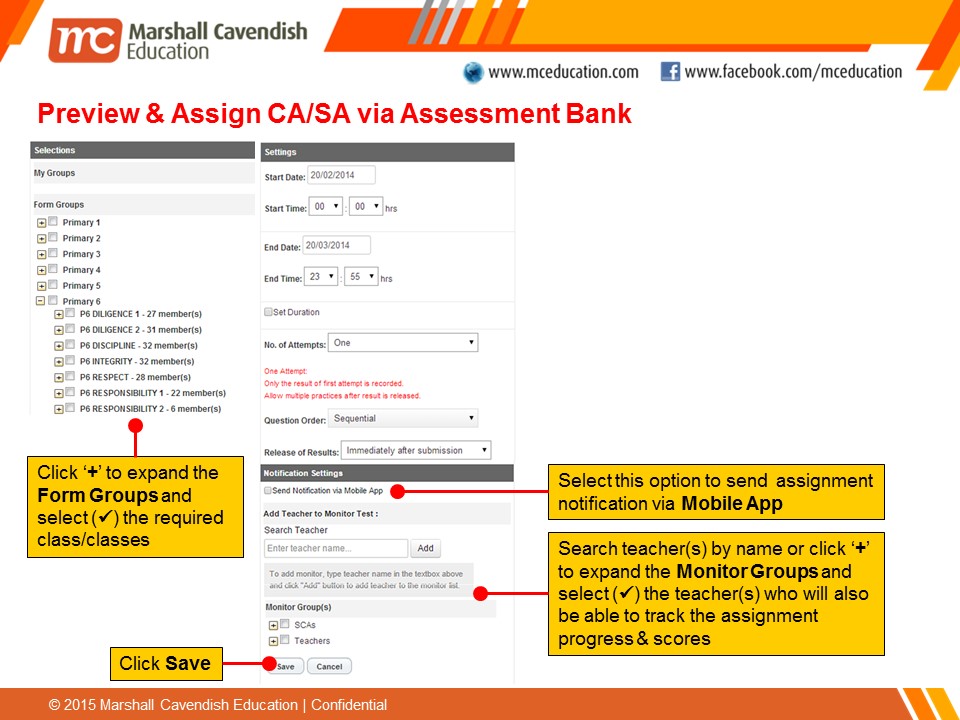 mc Marshall Cavendish
Education
www.mceducation.com
www.facebook.com/mceducation
Preview & Assign CA/SA via Assessment Bank
Selections
My Groups
Form Groups
Primary 1
Primary 2
Primary 3
Primary 4
Primary 5
Primary 6
P6 DILIGENCE 1 - 27 member(s)
P6 DILIGENCE 2 - 31 member(s)
P6 DISCIPLINE - 32 member(s)
P6 INTEGRITY - 32 member(s)
P6 RESPECT - 28 member(s)
P6 RESPONSIBILITY 1 - 22 member(s)
P6 RESPONSIBILITY 2 - 6 member(s)
Click ‘+’ to expand the
Form Groups and
select (✓) the required
class/classes
Settings
Start Date: 20/02/2014
Start Time: 00 : 00 hrs
End Date: 20/03/2014
End Time: 23 : 55 hrs
Set Duration
No. of Attempts: One
One Attempt:
Only the result of first attempt is recorded.
Allow multiple practices after result is released.
Question Order: Sequential
Release of Results: Immediately after submission
Notification Settings
Send Notification via Mobile App
Add Teacher to Monitor Test :
Search Teacher
Enter teacher name... Add
To add monitor, type teacher name in the textbox above
and click "Add" button to add teacher to the monitor list.
Monitor Group(s)
SCAs
Teachers
Save Cancel
Select this option to send assignment
notification via Mobile App
Search teacher(s) by name or click ‘+’
to expand the Monitor Groups and
select (✓) the teacher(s) who will also
be able to track the assignment
progress & scores
Click Save
© 2015 Marshall Cavendish Education | Confidential